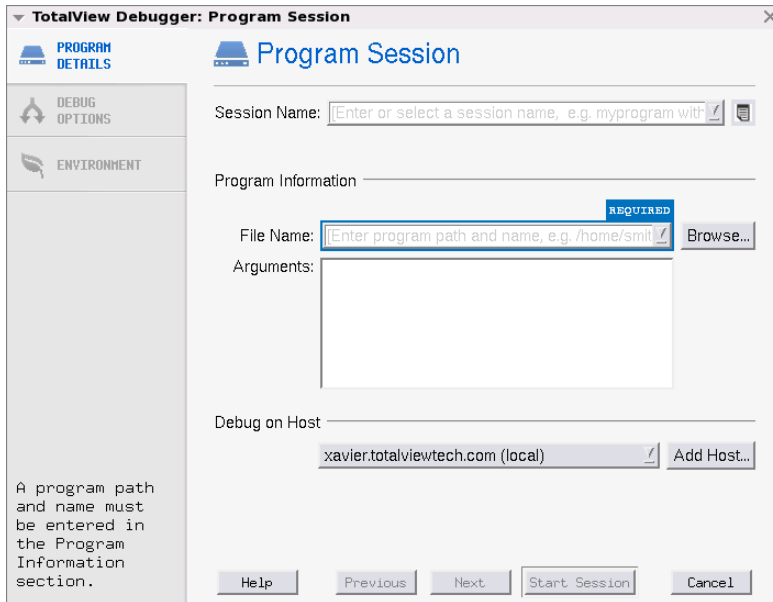 TotalView Debugger: Program Session
PROGRAM
DETAILS
DEBUG
OPTIONS
ENVIRONMENT
A program path
and name must
be entered in
the Program
Information
section.
Program Session
Session Name: [Enter or select a session name, e.g. myprogram with
Program Information
REQUIRED
File Name: [Enter program path and name, e.g. /home/smit Browse...
Arguments:
Debug on Host
xavier.totalviewtech.com (local) Add Host...
Help Previous Next Start Session Cancel